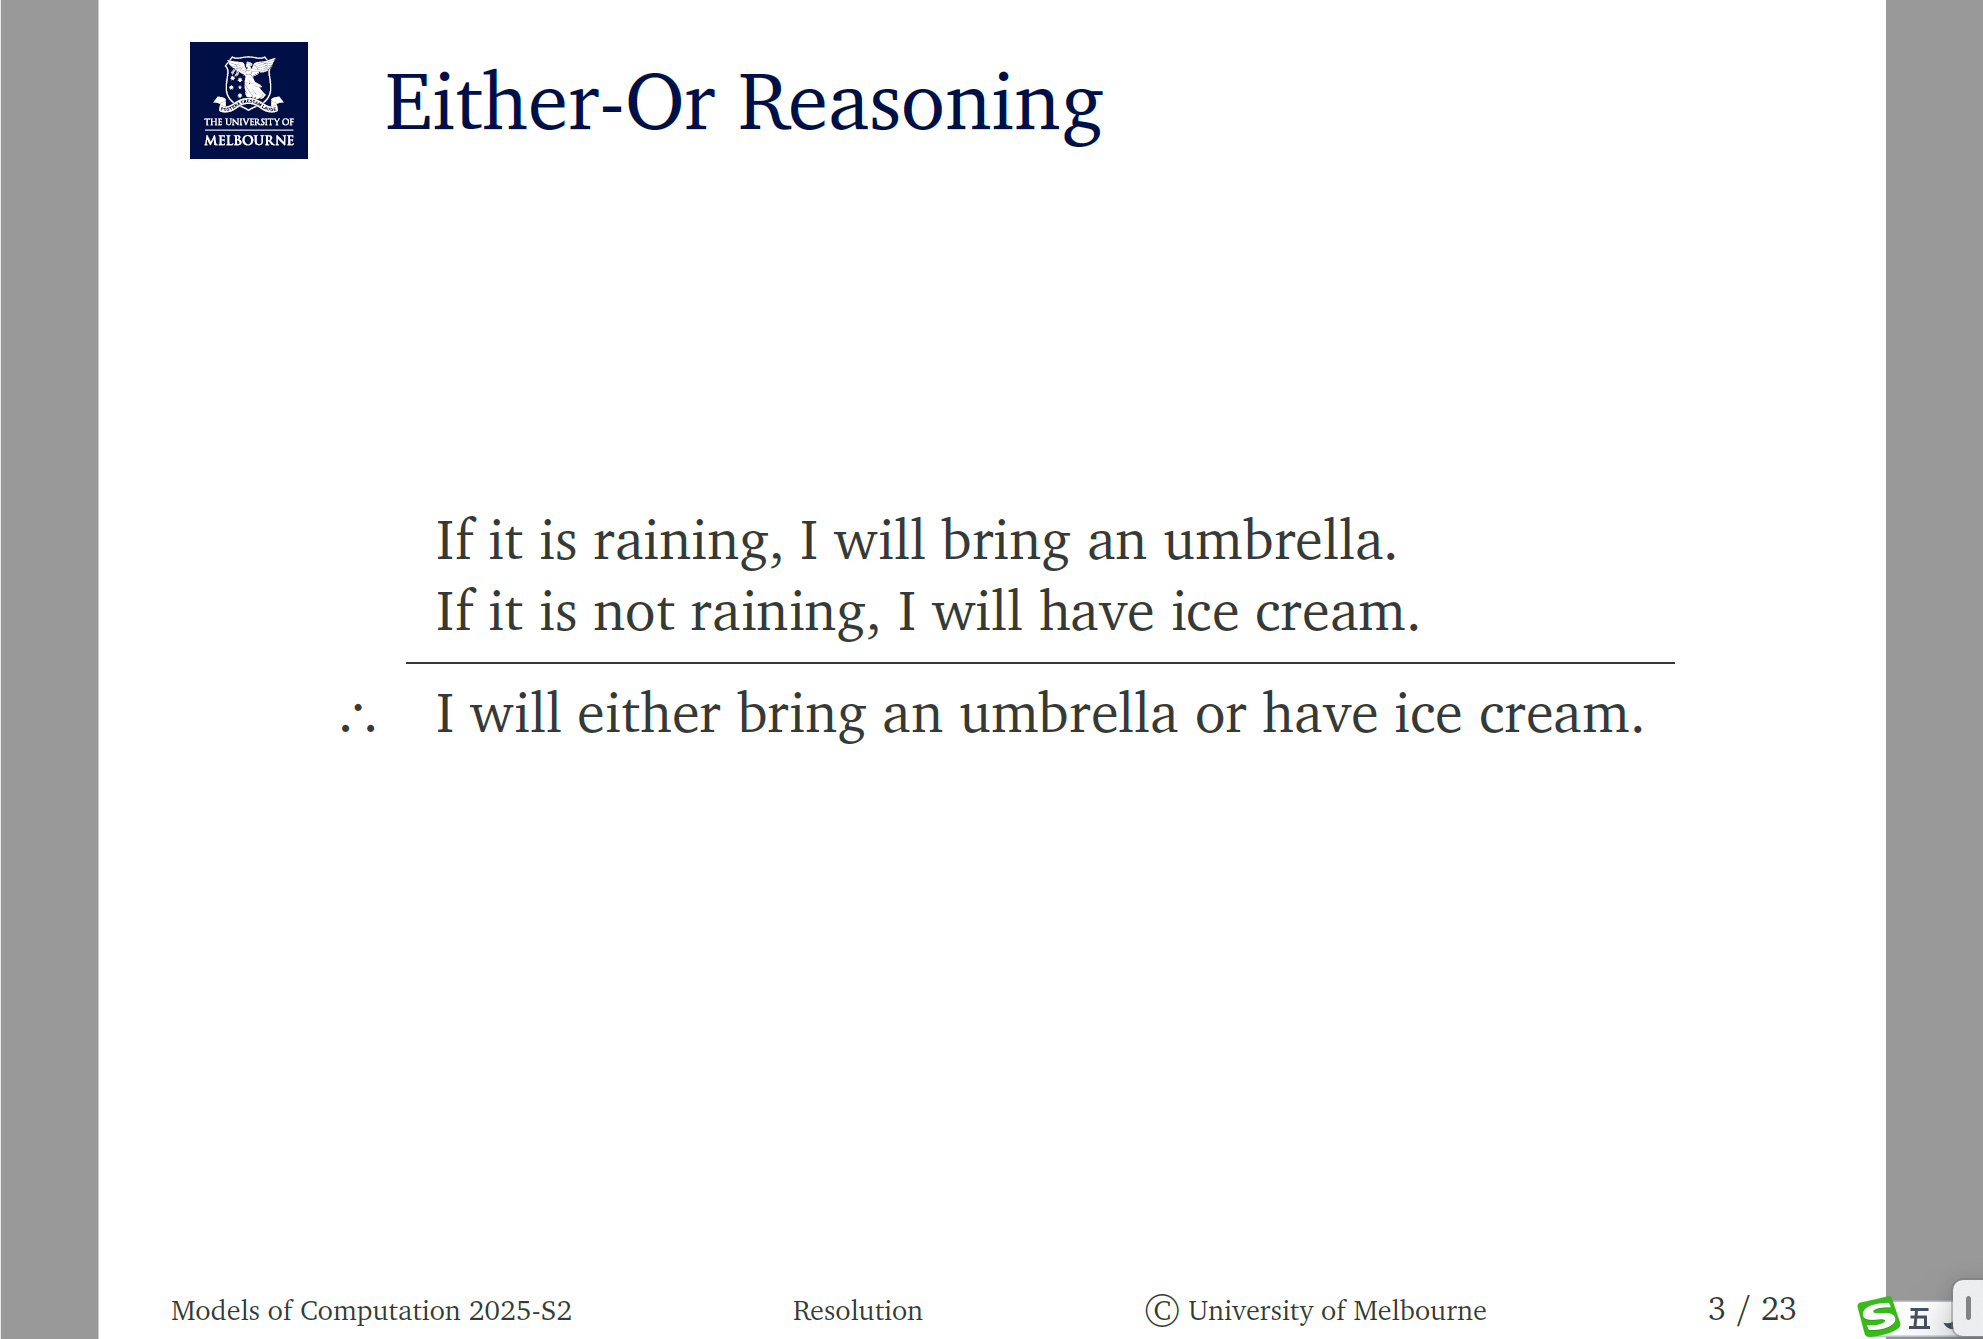 THE UNIVERSITY OF
MELBOURNE
Either-Or Reasoning
If it is raining, I will bring an umbrella.
If it is not raining, I will have ice cream.
∴ I will either bring an umbrella or have ice cream.
Models of Computation 2025-S2 Resolution © University of Melbourne 3 / 23
S 五